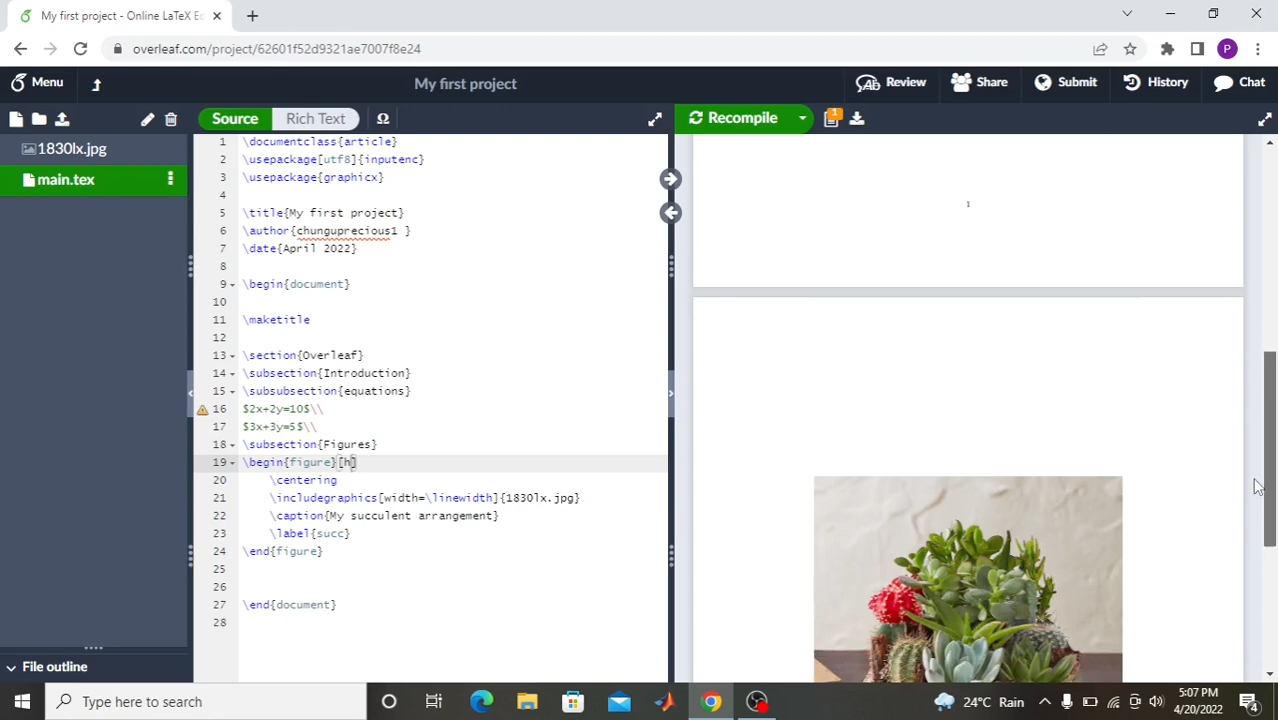 My first project - Online LaTeX Ed
overleaf.com/project/62601f52d9321ae7007f8e24
P
Menu
My first project
Review
Share
Submit
History
Chat
Source
Rich Text
Ω
Recompile
1
1830lx.jpg
main.tex
1 \documentclass{article}
2 \usepackage[utf8]{inputenc}
3 \usepackage{graphicx}
4
5 \title{My first project}
6 \author{chunguprecious1 }
7 \date{April 2022}
8
9 \begin{document}
10
11 \maketitle
12
13 \section{Overleaf}
14 \subsection{Introduction}
15 \subsubsection{equations}
16 $2x+2y=10$\\
17 $3x+3y=5$\\
18 \subsection{Figures}
19 \begin{figure}[h]
20 \centering
21 \includegraphics[width=\linewidth]{1830lx.jpg}
22 \caption{My succulent arrangement}
23 \label{succ}
24 \end{figure}
25
26
27 \end{document}
28
1
File outline
Type here to search
24°C Rain
5:07 PM
4/20/2022
4